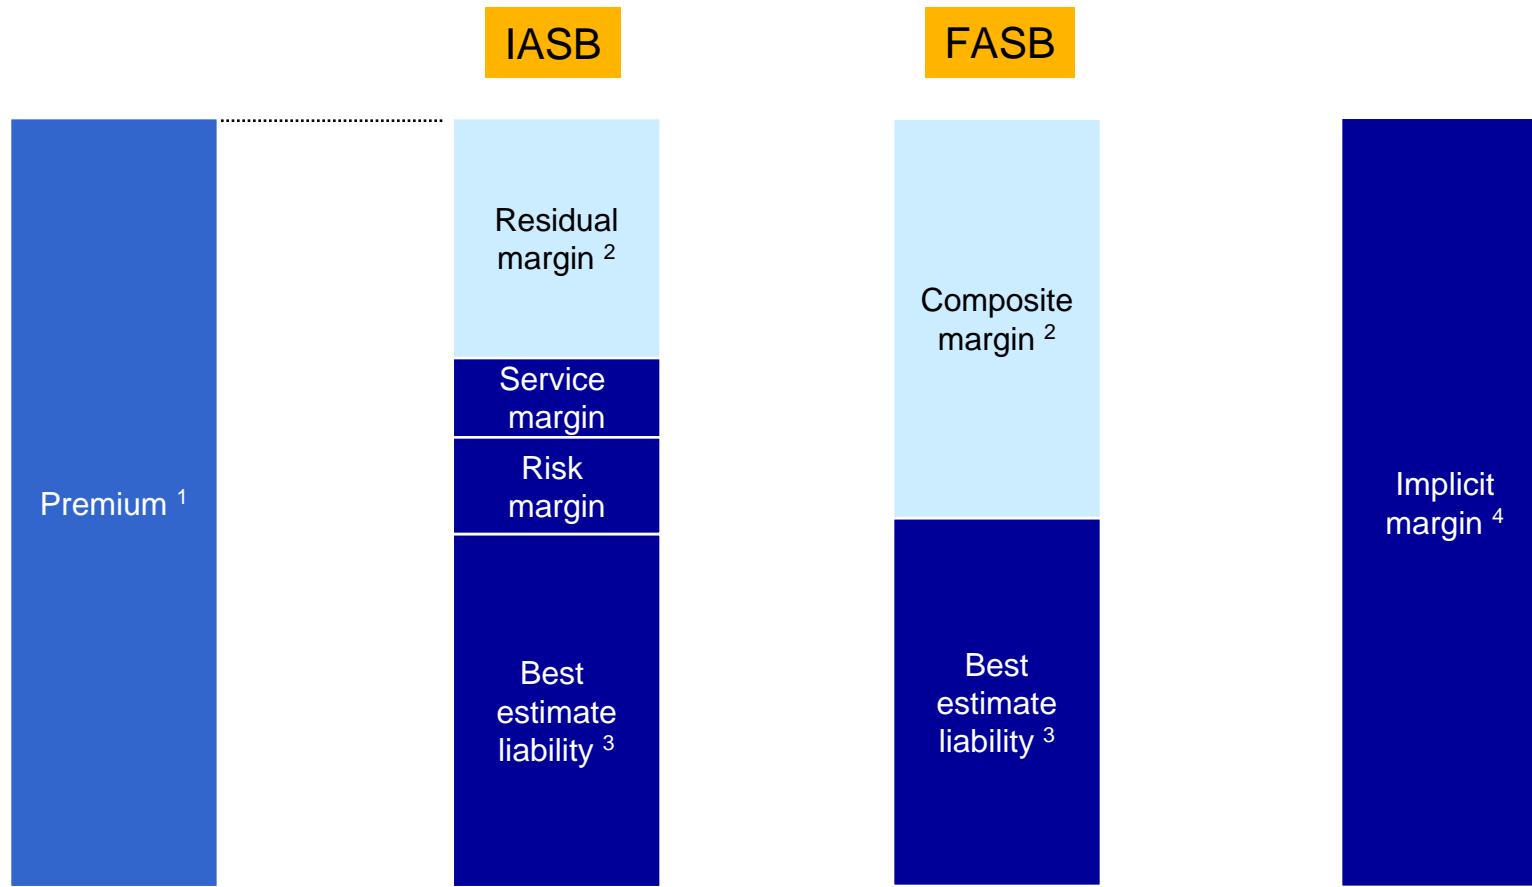 IASB
FASB
Premium 1
Residual
margin 2
Service
margin
Risk
margin
Best
estimate
liability 3
Composite
margin 2
Best
estimate
liability 3
Implicit
margin 4